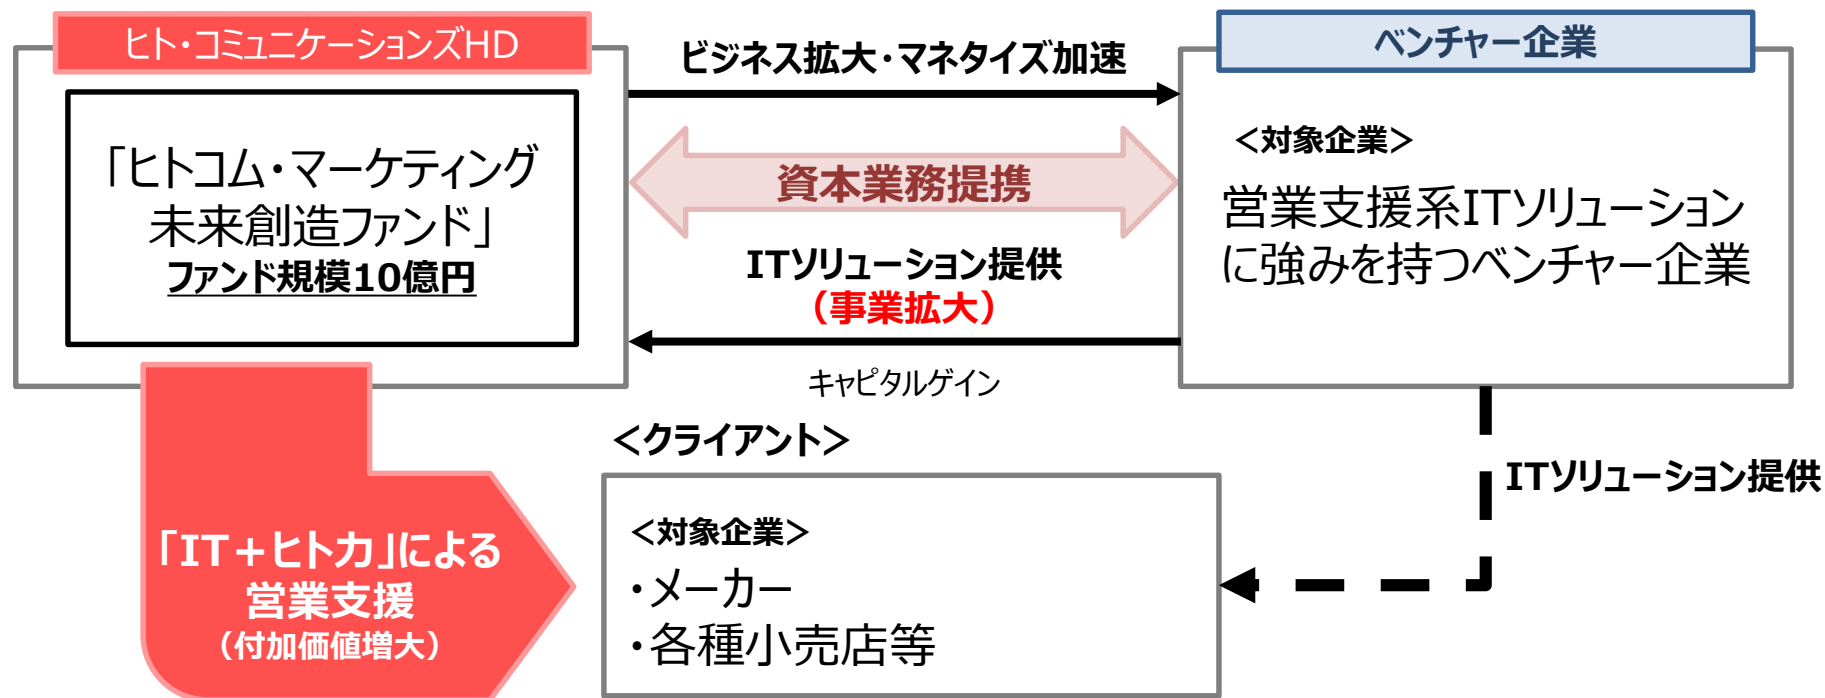 ヒト・コミュニケーションズHD
「ヒトコム・マーケティング
未来創造ファンド」
ファンド規模10億円
ビジネス拡大・マネタイズ加速
資本業務提携
ITソリューション提供
（事業拡大）
キャピタルゲイン
ベンチャー企業
＜対象企業＞
営業支援系ITソリューション
に強みを持つベンチャー企業
「IT＋ヒト力」による
営業支援
（付加価値増大）
＜クライアント＞
＜対象企業＞
・メーカー
・各種小売店等
ITソリューション提供